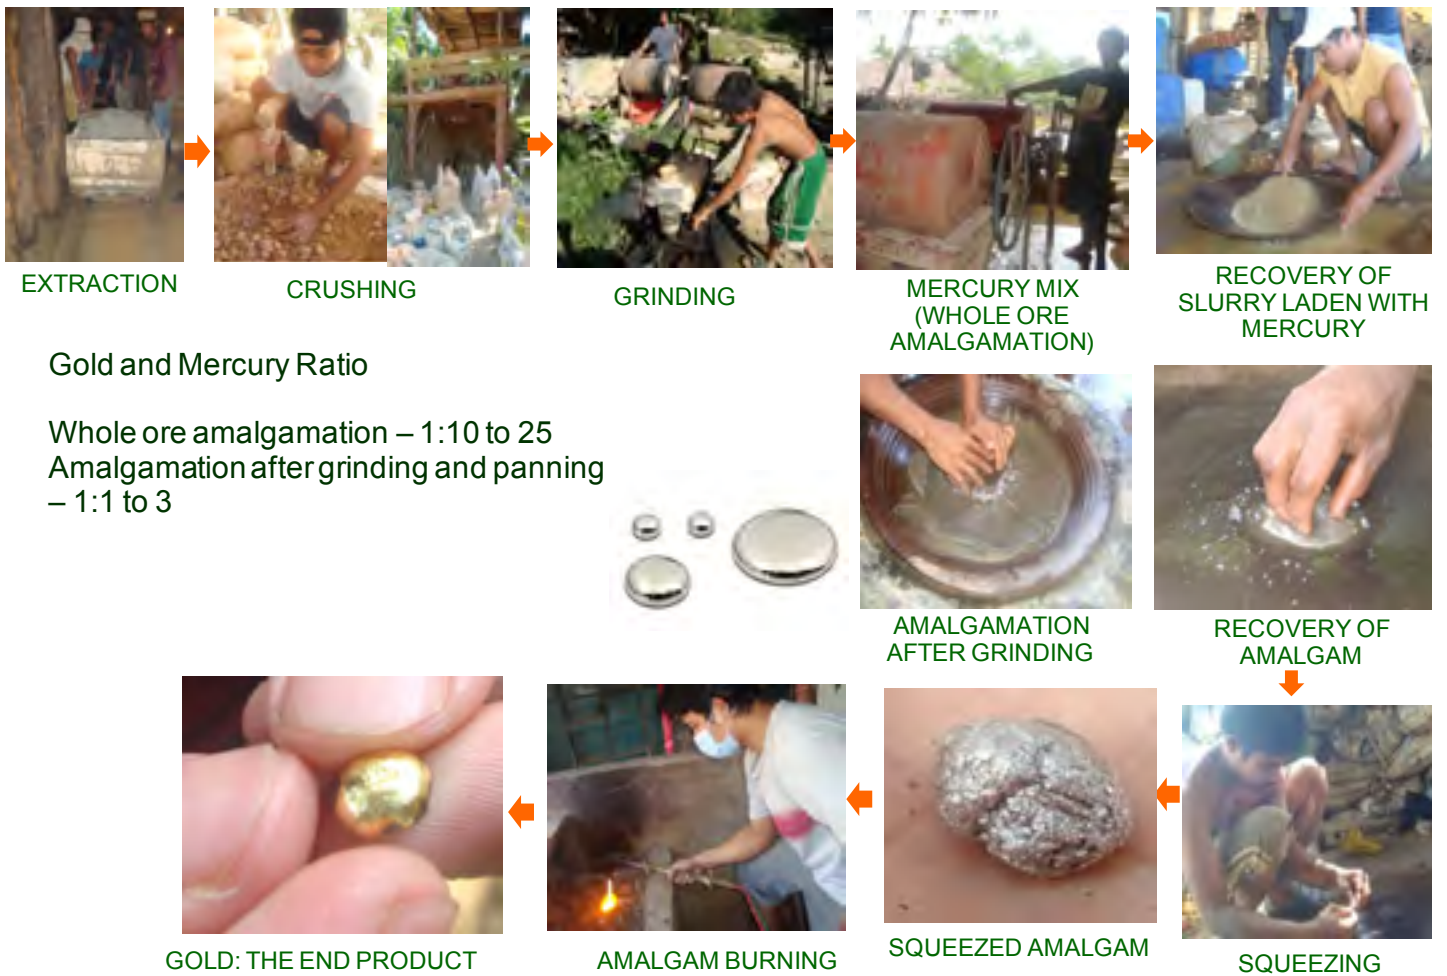 EXTRACTION
CRUSHING
GRINDING
MERCURY MIX
(WHOLE ORE
AMALGAMATION)
RECOVERY OF
SLURRY LADEN WITH
MERCURY
Gold and Mercury Ratio
Whole ore amalgamation – 1:10 to 25
Amalgamation after grinding and panning
– 1:1 to 3
AMALGAMATION
AFTER GRINDING
RECOVERY OF
AMALGAM
GOLD: THE END PRODUCT
AMALGAM BURNING
SQUEEZED AMALGAM
SQUEEZING